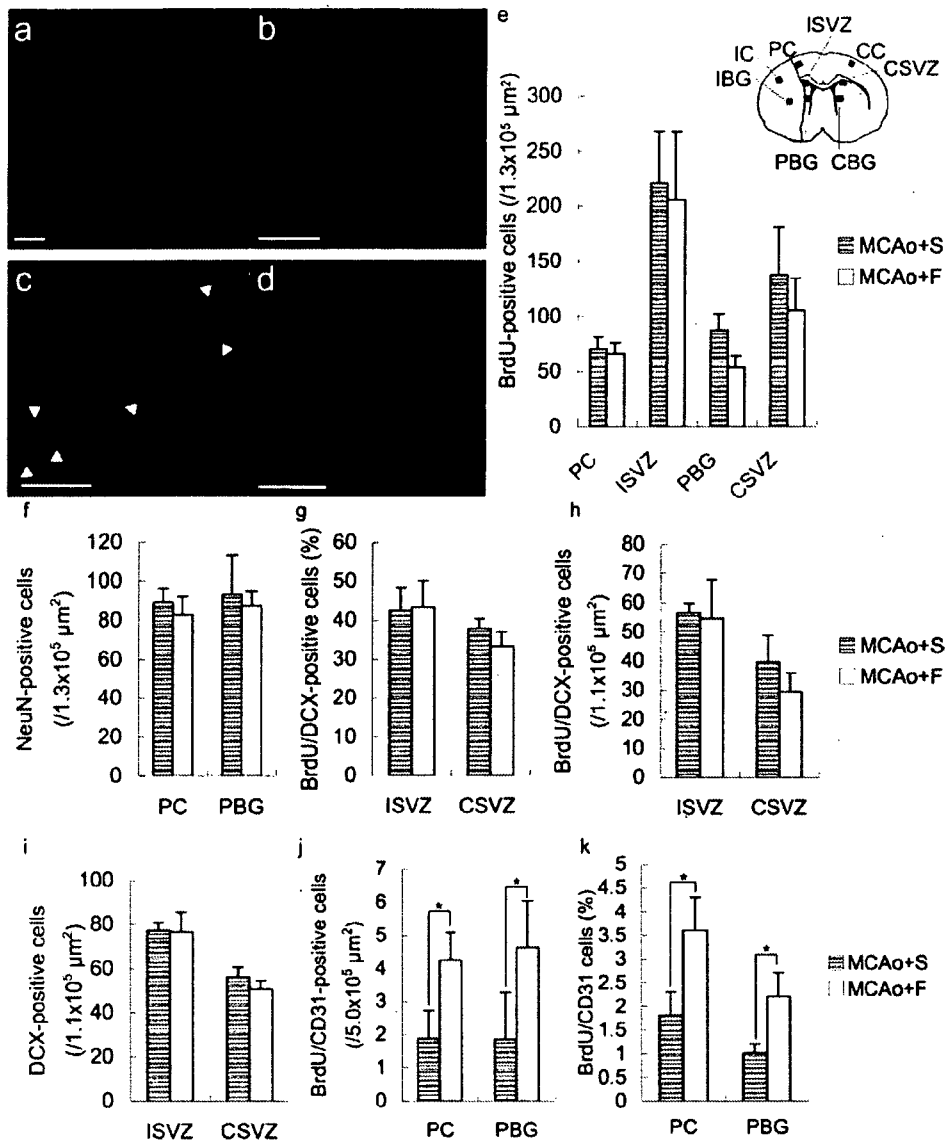 a
b
c
d
e
ISVZ
PC
CC
IC
CSVZ
IBG
PBG
CBG
BrdU-positive cells (/1.3x10⁵ µm²)
300
250
200
150
100
50
0
PC
ISVZ
PBG
CSVZ
MCAo+S
MCAo+F
f
NeuN-positive cells
(/1.3x10⁵ µm²)
120
100
80
60
40
20
0
PC PBG
g
BrdU/DCX-positive cells (%)
60
50
40
30
20
10
0
ISVZ CSVZ
h
BrdU/DCX-positive cells
(/1.1x10⁵ µm²)
80
70
60
50
40
30
20
10
0
ISVZ CSVZ
MCAo+S
MCAo+F
i
DCX-positive cells
(/1.1x10⁵ µm²)
100
80
60
40
80
0
ISVZ CSVZ
j
BrdU/CD31-positive cells
(/5.0x10⁵ µm²)
7
6
5
4
3
2
1
0
*
*
PC PBG
k
BrdU/CD31 cells (%)
5
4.5
4
3.5
3
2.5
2
1.5
1
0.5
0
*
*
PC PBG
MCAo+S
MCAo+F